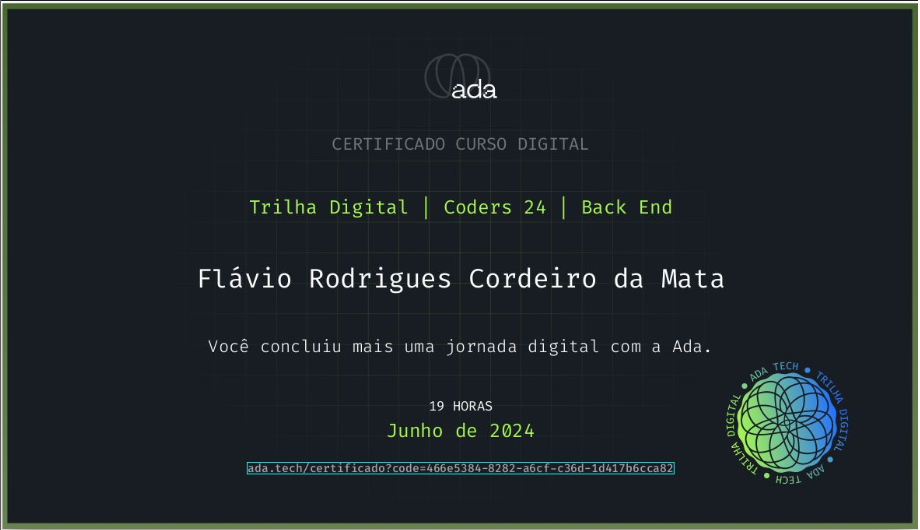 ada
CERTIFICADO CURSO DIGITAL
Trilha Digital | Coders 24 | Back End
Flávio Rodrigues Cordeiro da Mata
Você concluiu mais uma jornada digital com a Ada.
19 HORAS
Junho de 2024
ada.tech/certificado?code=466e5384-8282-a6cf-c36d-1d417b6cca82
ADA TECH • TRILHA DIGITAL • ADA TECH • TRILHA DIGITAL •